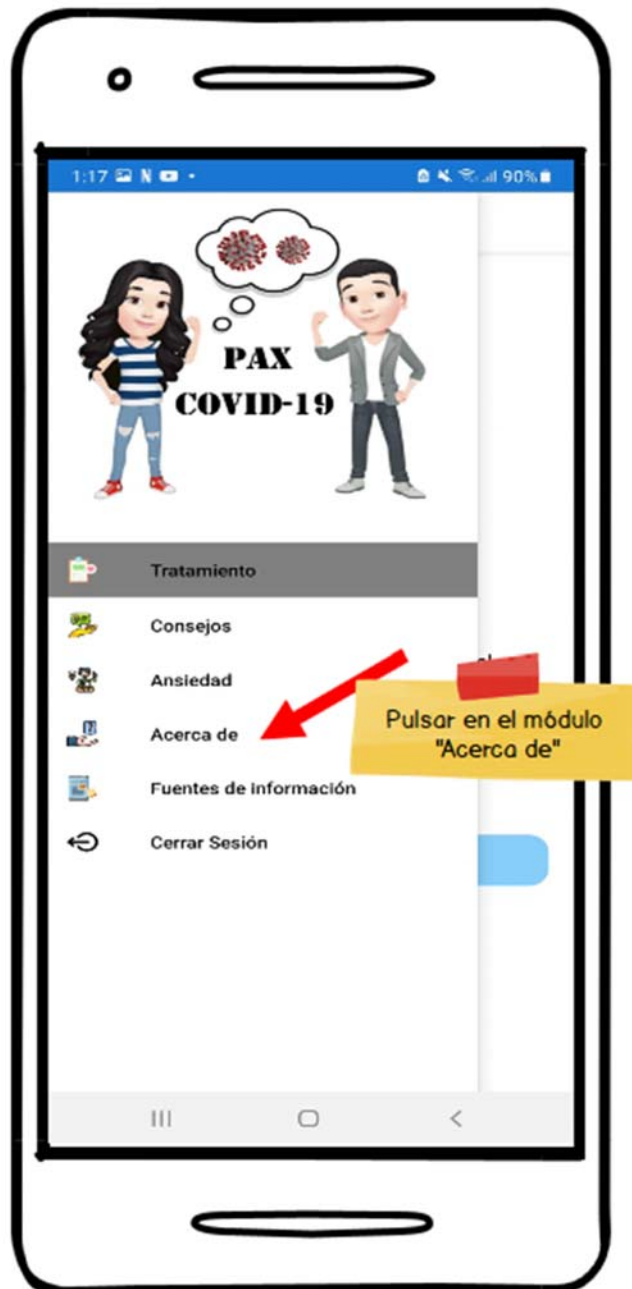 1:17 N 90%
PAX
COVID-19
Tratamiento
Consejos
Ansiedad
Acerca de
Pulsar en el módulo
"Acerca de"
Fuentes de información
Cerrar Sesión